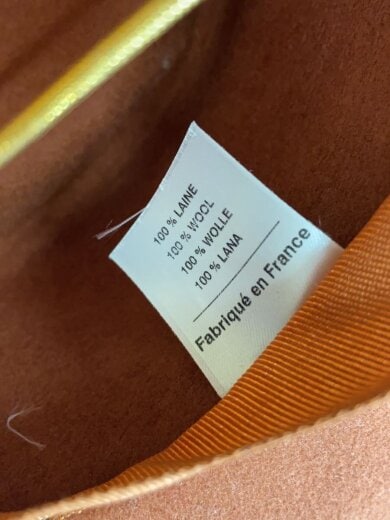 100 % LAINE
100 % WOOL
100 % WOLLE
100 % LANA
Fabriqué en France